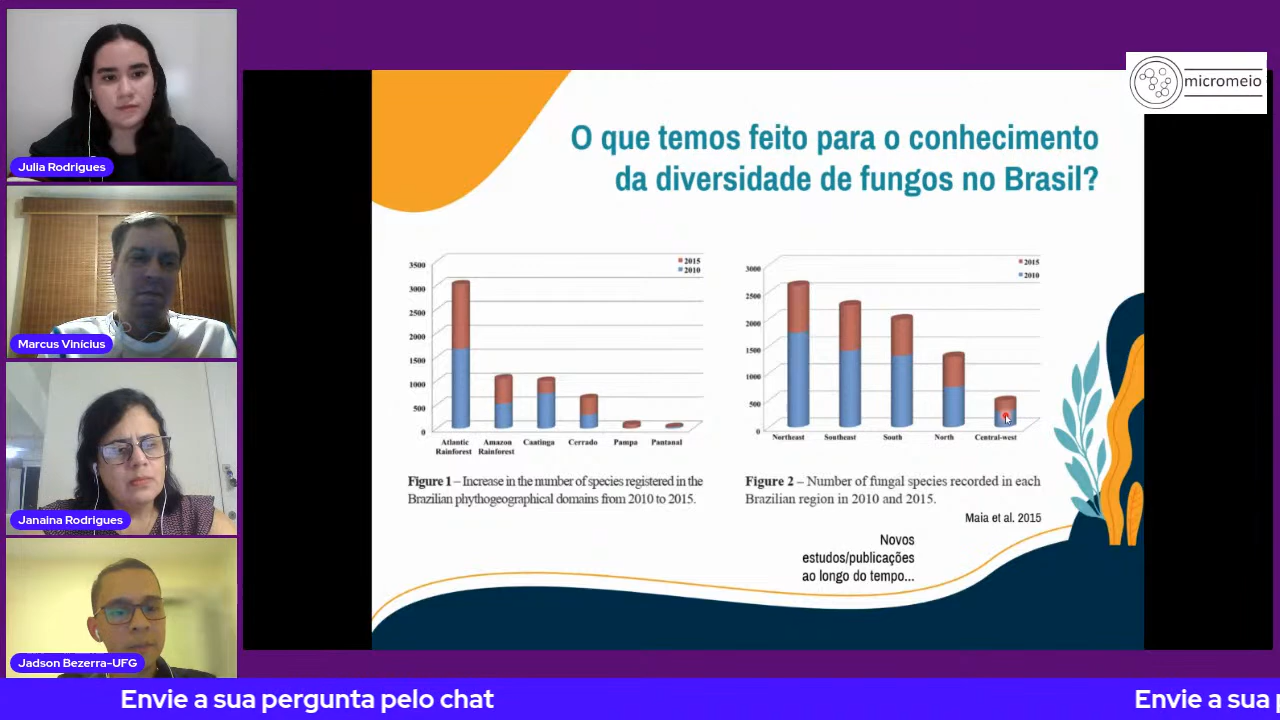 Julia Rodrigues
Marcus Vinícius
Janaina Rodrigues
Jadson Bezerra-UFG
micromeio
O que temos feito para o conhecimento
da diversidade de fungos no Brasil?
2015
2010
3500
3000
2500
2000
1500
1000
500
0
Atlantic
Rainforest
Amazon
Rainforest
Caatinga
Cerrado
Pampa
Pantanal
Figure 1 – Increase in the number of species registered in the
Brazilian phythogeographical domains from 2010 to 2015.
2015
2010
3000
2500
2000
1500
1000
500
0
Northeast
Southeast
South
North
Central-west
Figure 2 – Number of fungal species recorded in each
Brazilian region in 2010 and 2015.
Maia et al. 2015
Novos
estudos/publicações
ao longo do tempo...
Envie a sua pergunta pelo chat
Envie a sua